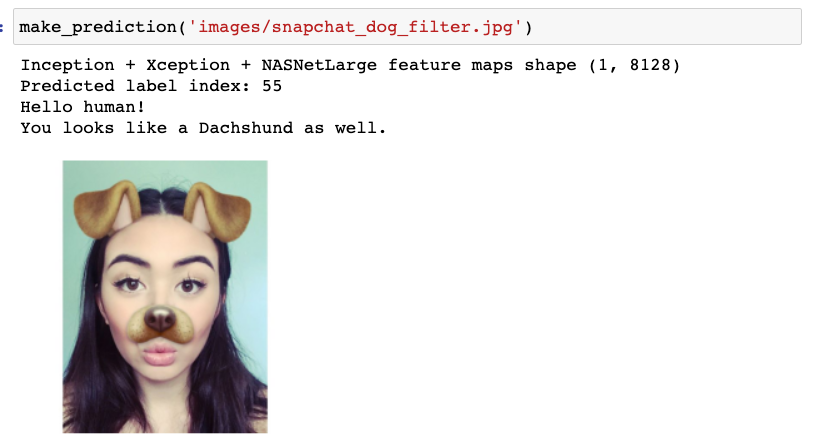 make_prediction('images/snapchat_dog_filter.jpg')
Inception + Xception + NASNetLarge feature maps shape (1, 8128)
Predicted label index: 55
Hello human!
You looks like a Dachshund as well.